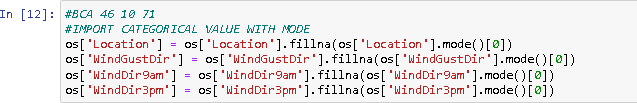 In [12]:
#BCA 46 10 71
#IMPORT CATEGORICAL VALUE WITH MODE
os['Location'] = os['Location'].fillna(os['Location'].mode()[0])
os['WindGustDir'] = os['WindGustDir'].fillna(os['WindGustDir'].mode()[0])
os['WindDir9am'] = os['WindDir9am'].fillna(os['WindDir9am'].mode()[0])
os['WindDir3pm'] = os['WindDir3pm'].fillna(os['WindDir3pm'].mode()[0])